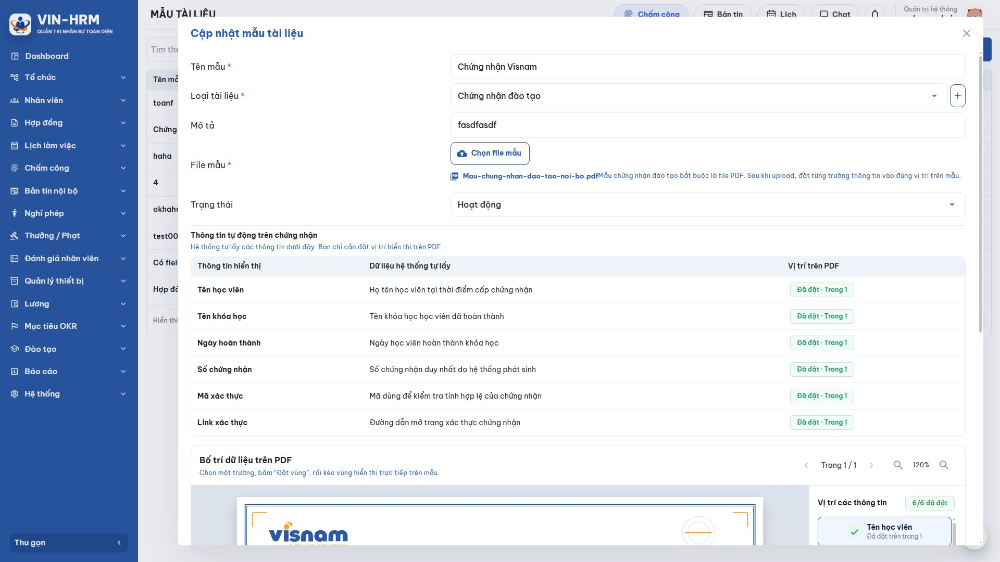 VIN-HRM
QUẢN TRỊ NHÂN SỰ TOÀN DIỆN
Dashboard
Tổ chức
Nhân viên
Hợp đồng
Lịch làm việc
Chấm công
Bản tin nội bộ
Nghỉ phép
Thưởng / Phạt
Đánh giá nhân viên
Quản lý thiết bị
Lương
Mục tiêu OKR
Đào tạo
Báo cáo
Hệ thống
Thu gọn
MẪU TÀI LIỆU
Chấm công
Bản tin
Lịch
Chat
Quản trị hệ thống
Tìm
Tên
toanf
Chứng
haha
4
test00
Có
Hợp
Hiển thị
Cập nhật mẫu tài liệu
Tên mẫu *
Chứng nhận Visnam
Loại tài liệu *
Chứng nhận đào tạo
Mô tả
fasdfasdf
File mẫu *
Chọn file mẫu
Mau-chung-nhan-dao-tao-noi-bo.pdfMẫu chứng nhận đào tạo bắt buộc là file PDF. Sau khi upload, đặt từng trường thông tin vào đúng vị trí trên mẫu.
Trạng thái
Hoạt động
Thông tin tự động trên chứng nhận
Hệ thống tự lấy các thông tin dưới đây. Bạn chỉ cần đặt vị trí hiển thị trên PDF.
Thông tin hiển thị Dữ liệu hệ thống tự lấy Vị trí trên PDF
Tên học viên Họ tên học viên tại thời điểm cấp chứng nhận Đã đặt · Trang 1
Tên khóa học Tên khóa học học viên đã hoàn thành Đã đặt · Trang 1
Ngày hoàn thành Ngày học viên hoàn thành khóa học Đã đặt · Trang 1
Số chứng nhận Số chứng nhận duy nhất do hệ thống phát sinh Đã đặt · Trang 1
Mã xác thực Mã dùng để kiểm tra tính hợp lệ của chứng nhận Đã đặt · Trang 1
Link xác thực Đường dẫn mở trang xác thực chứng nhận Đã đặt · Trang 1
Bố trí dữ liệu trên PDF
Chọn một trường, bấm “Đặt vùng”, rồi kéo vùng hiển thị trực tiếp trên mẫu.
Trang 1 / 1
120%
visnam
Vị trí các thông tin
6/6 đã đặt
Tên học viên
Đã đặt trên trang 1